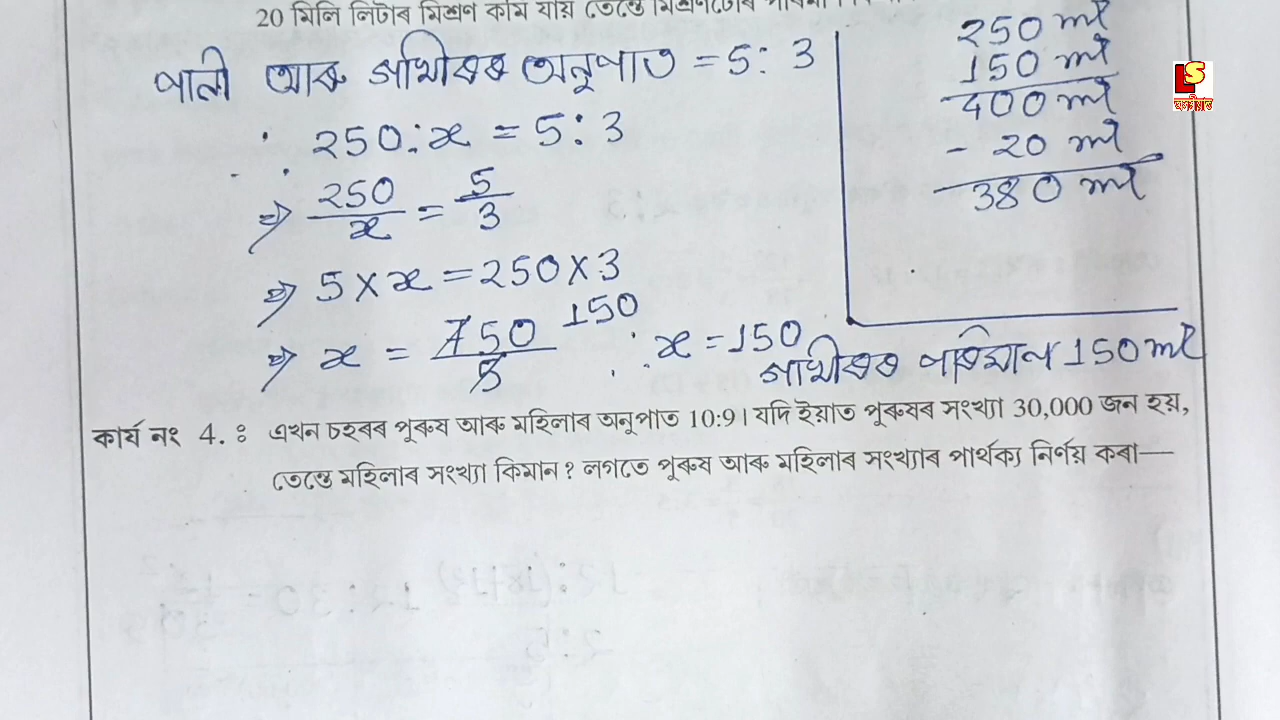 20 মিলি লিটাৰ মিশ্ৰণ কমি যায় তেন্তে
পানী আৰু গাখীৰৰ অনুপাত = 5 : 3
∴ 250 : x = 5 : 3
⇒ 250/x = 5/3
⇒ 5 × x = 250 × 3
⇒ x = 750/5 150 ∴ x = 150
গাখীৰৰ পৰিমাণ 150 ml
250 ml
150 ml
400 ml
- 20 ml
380 ml
LS
কাৰ্য নং 4. : এখন চহৰৰ পুৰুষ আৰু মহিলাৰ অনুপাত 10:9। যদি ইয়াত পুৰুষৰ সংখ্যা 30,000 জন হয়,
তেন্তে মহিলাৰ সংখ্যা কিমান? লগতে পুৰুষ আৰু মহিলাৰ সংখ্যাৰ পাৰ্থক্য নিৰ্ণয় কৰা—